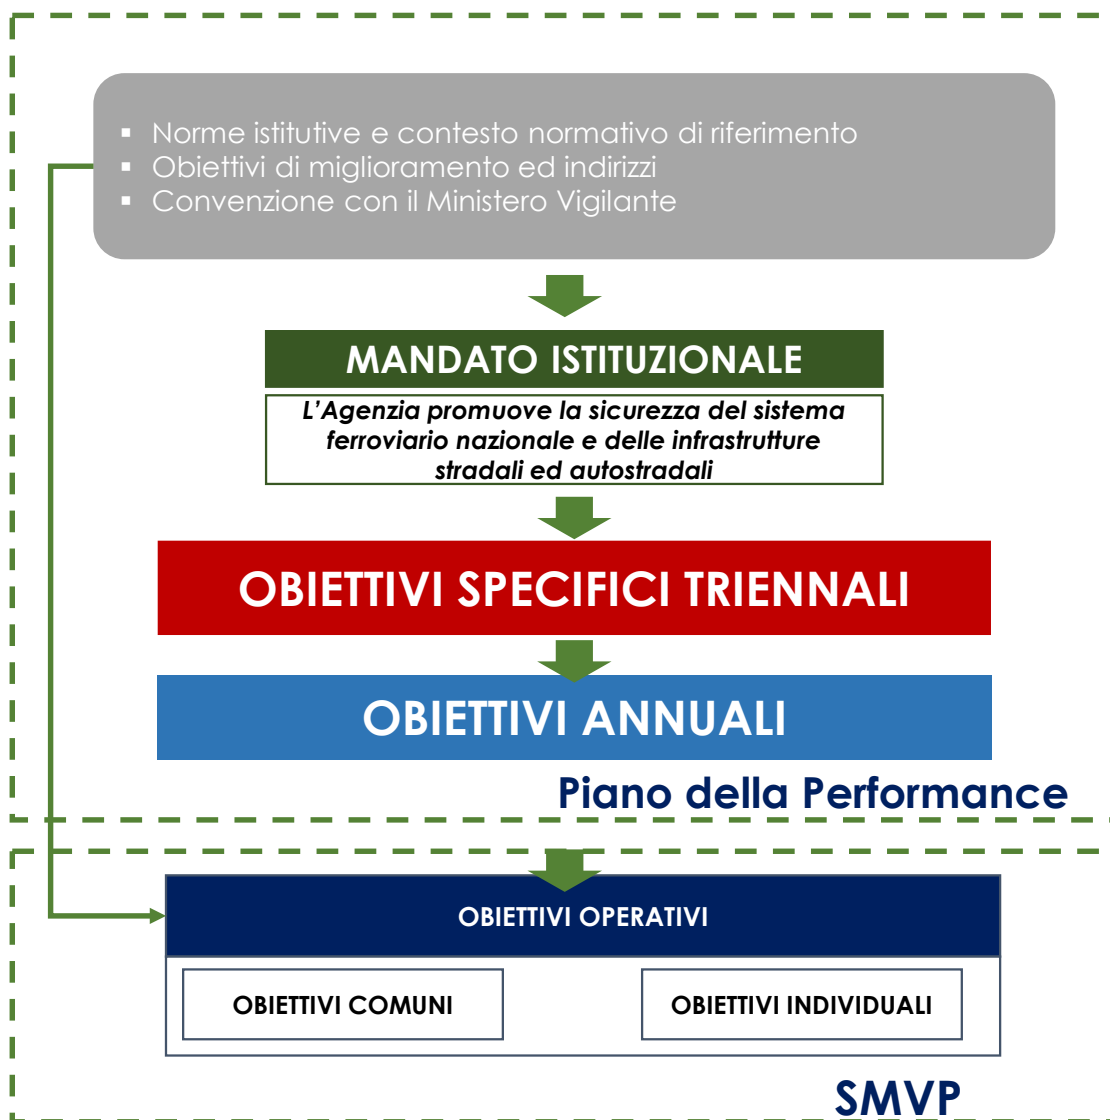 ▪ Norme istitutive e contesto normativo di riferimento
▪ Obiettivi di miglioramento ed indirizzi
▪ Convenzione con il Ministero Vigilante
MANDATO ISTITUZIONALE
L’Agenzia promuove la sicurezza del sistema
ferroviario nazionale e delle infrastrutture
stradali ed autostradali
OBIETTIVI SPECIFICI TRIENNALI
OBIETTIVI ANNUALI
Piano della Performance
OBIETTIVI OPERATIVI
OBIETTIVI COMUNI
OBIETTIVI INDIVIDUALI
SMVP